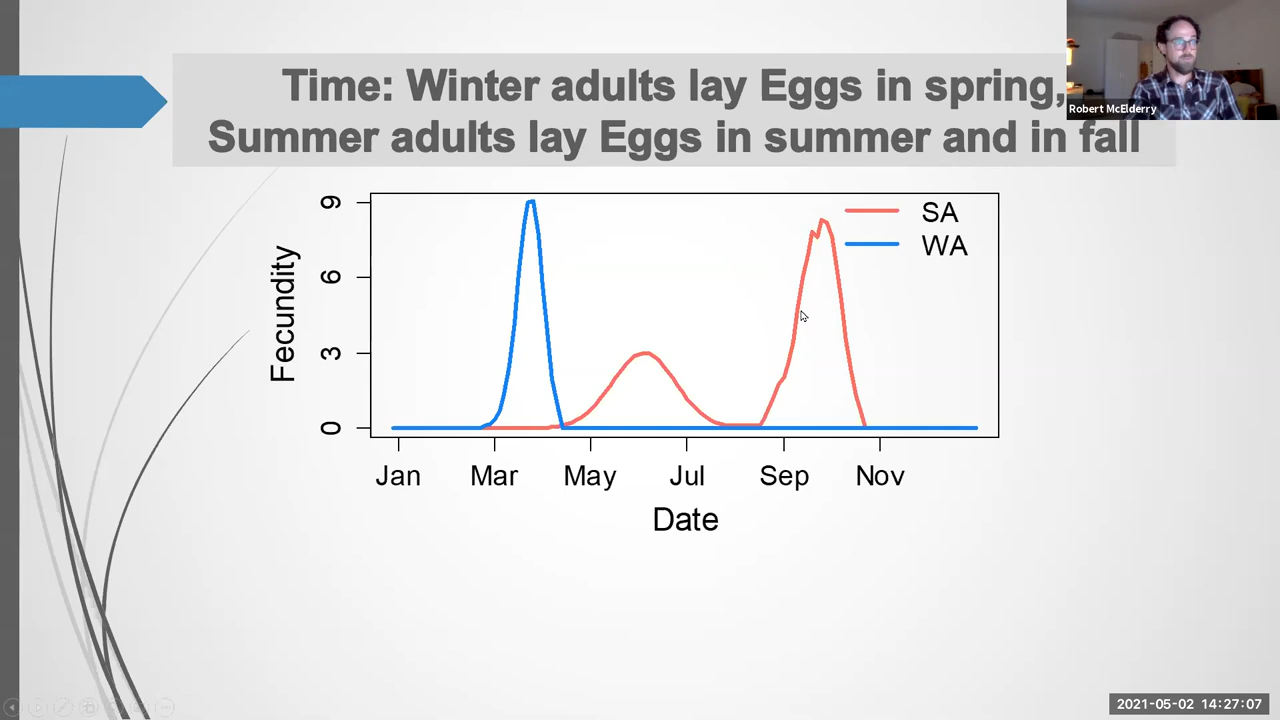 Time: Winter adults lay Eggs in spring,
Summer adults lay Eggs in summer and in fall
Robert McElderry
SA
WA
Fecundity
9
6
3
0
Jan Mar May Jul Sep Nov
Date
2021-05-02 14:27:07